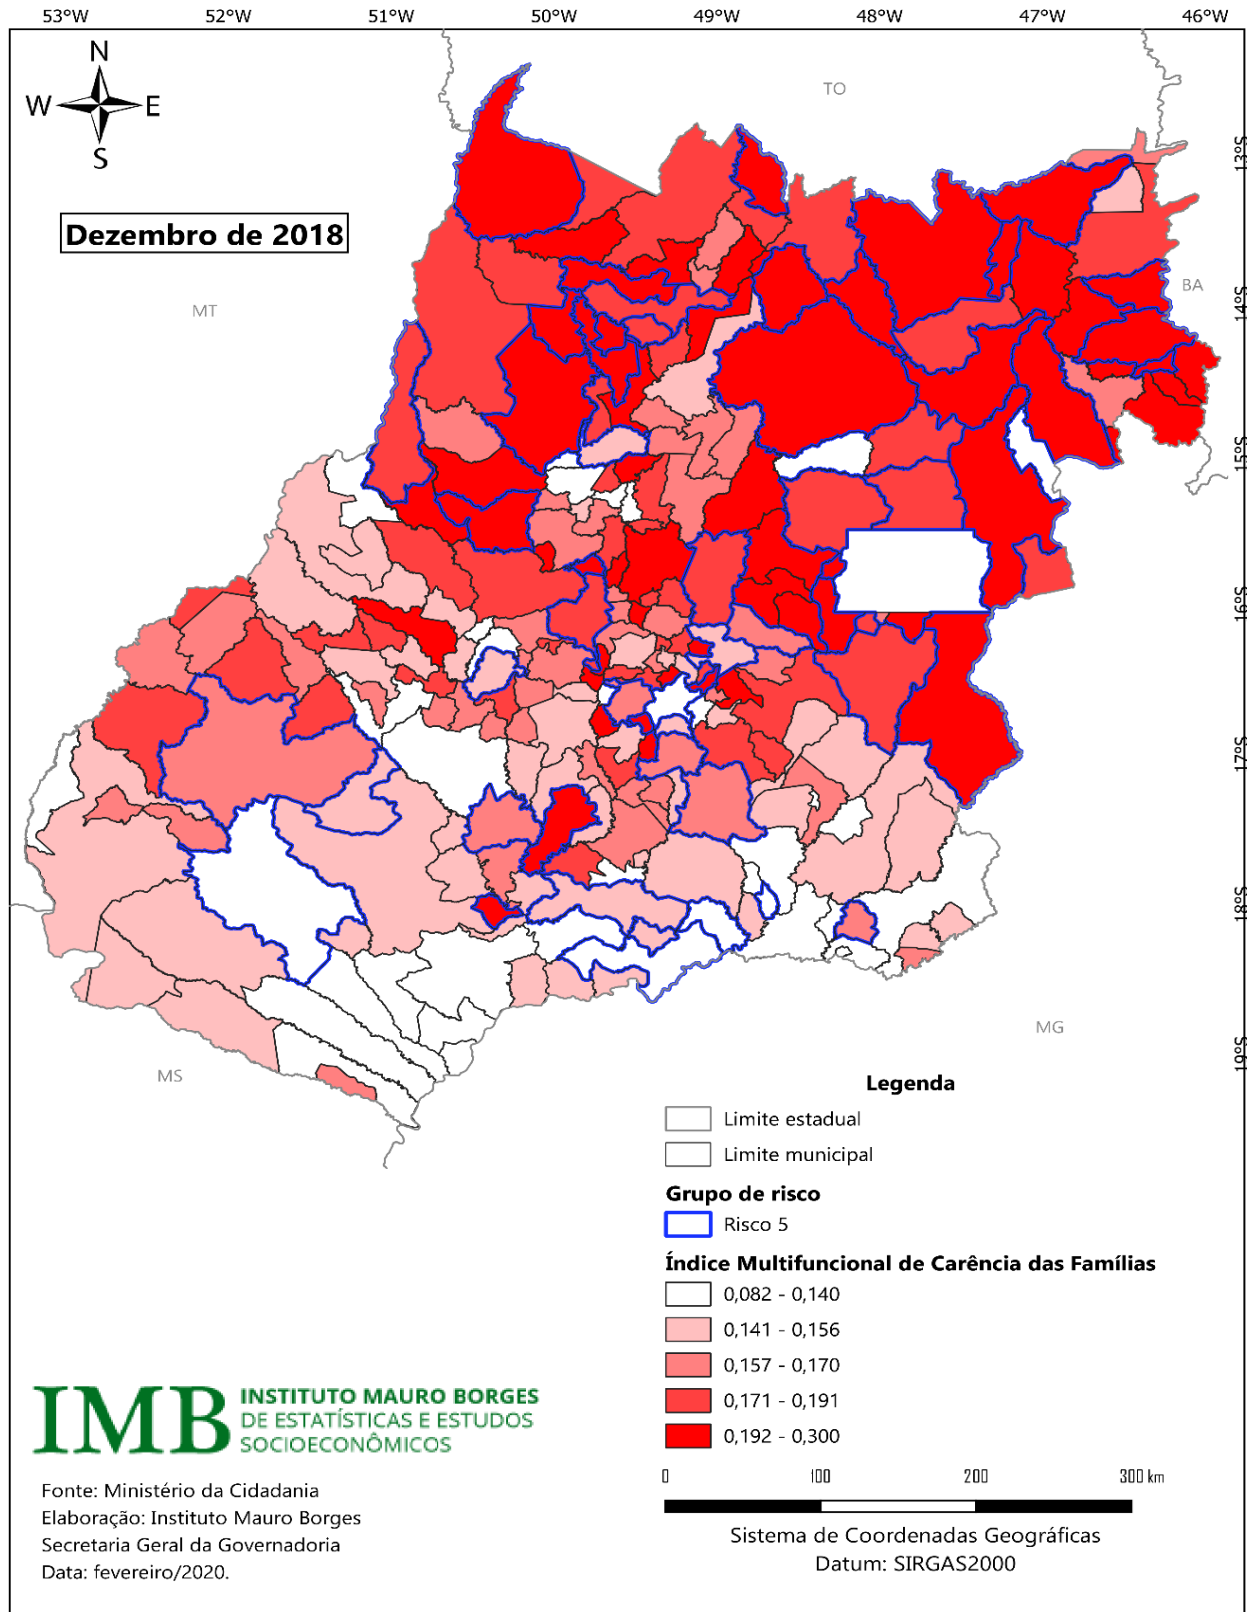 53°W 52°W 51°W 50°W 49°W 48°W 47°W 46°W
N
W E
S
TO
13°S
Dezembro de 2018
BA
MT
14°S
15°S
16°S
17°S
18°S
MG
19°S
MS
Legenda
Limite estadual
Limite municipal
Grupo de risco
Risco 5
Índice Multifuncional de Carência das Famílias
0,082 - 0,140
0,141 - 0,156
0,157 - 0,170
0,171 - 0,191
0,192 - 0,300
0 100 200 300 km
Sistema de Coordenadas Geográficas
Datum: SIRGAS2000
IMB INSTITUTO MAURO BORGES
DE ESTATÍSTICAS E ESTUDOS
SOCIOECONÔMICOS
Fonte: Ministério da Cidadania
Elaboração: Instituto Mauro Borges
Secretaria Geral da Governadoria
Data: fevereiro/2020.